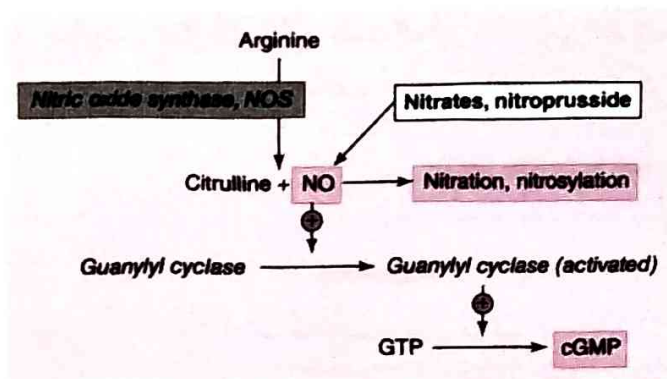 Arginine
Nitric oxide synthase, NOS
Nitrates, nitroprusside
Citrulline + NO
Nitration, nitrosylation
+
Guanylyl cyclase
Guanylyl cyclase (activated)
+
GTP
cGMP